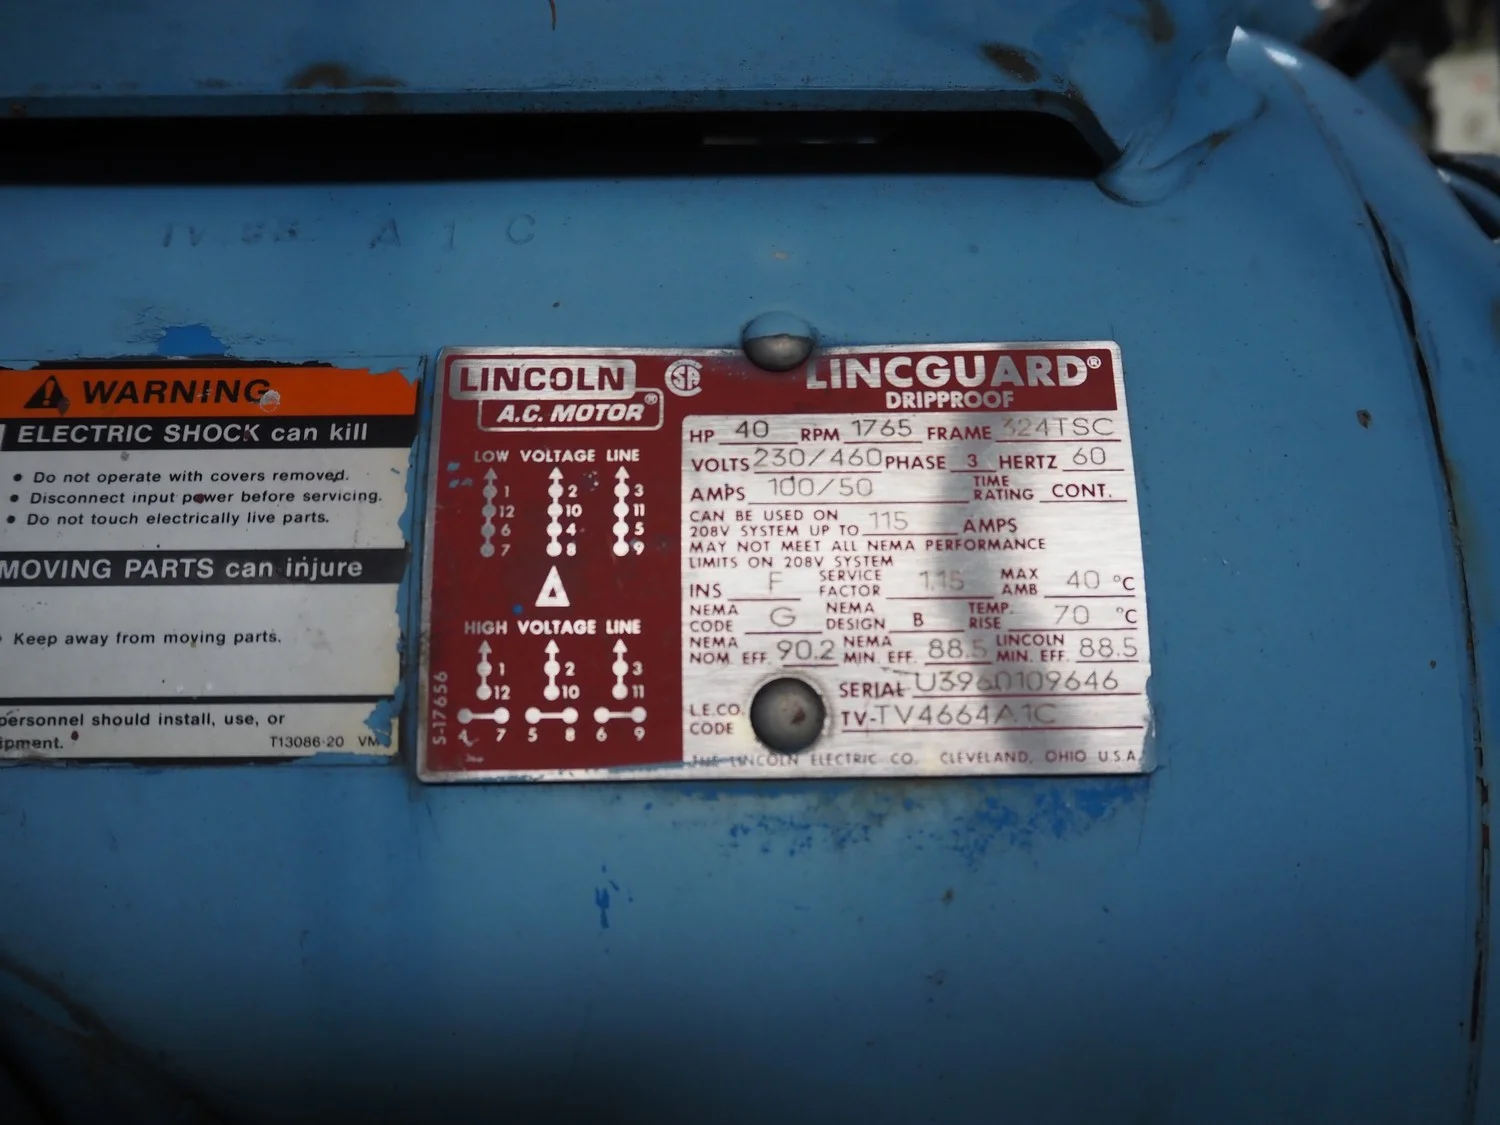 A 1 C
WARNING
ELECTRIC SHOCK can kill
• Do not operate with covers removed.
• Disconnect input power before servicing.
• Do not touch electrically live parts.
MOVING PARTS can injure
• Keep away from moving parts.
personnel should install, use, or
T13086-20 VM
LINCOLN ®
A.C. MOTOR
LOW VOLTAGE LINE
1 2 3
12 10 11
6 4 5
7 8 9
HIGH VOLTAGE LINE
1 2 3
12 10 11
4 7 5 8 6 9
S-17656
SA
LINCGUARD®
DRIPPROOF
HP 40 RPM 1765 FRAME 324TSC
VOLTS 230/460 PHASE 3 HERTZ 60
AMPS 100/50 TIME RATING CONT.
CAN BE USED ON
208V SYSTEM UP TO 115 AMPS
MAY NOT MEET ALL NEMA PERFORMANCE
LIMITS ON 208V SYSTEM
INS F SERVICE FACTOR 1.15 MAX AMB 40 °C
NEMA CODE G NEMA DESIGN B TEMP. RISE 70 °C
NEMA NOM EFF. 90.2 NEMA MIN. EFF. 88.5 LINCOLN MIN. EFF. 88.5
SERIAL U3960109646
L.E.CO. CODE TV-TV4664A1C
THE LINCOLN ELECTRIC CO. CLEVELAND, OHIO U.S.A.